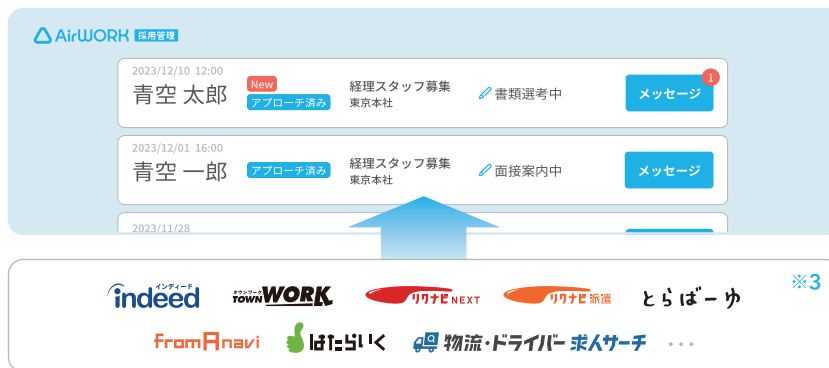 AirWORK 採用管理
2023/12/10 12:00
青空 太郎
New
アプローチ済み
経理スタッフ募集
東京本社
書類選考中
メッセージ
1
2023/12/01 16:00
青空 一郎
アプローチ済み
経理スタッフ募集
東京本社
面接案内中
メッセージ
2023/11/28
※3
インディード
indeed
タウンワーク
TOWN WORK
リクナビNEXT
リクナビ派遣
とらばーゆ
fromAnavi
はたらいく
物流・ドライバー 求人サーチ
・・・